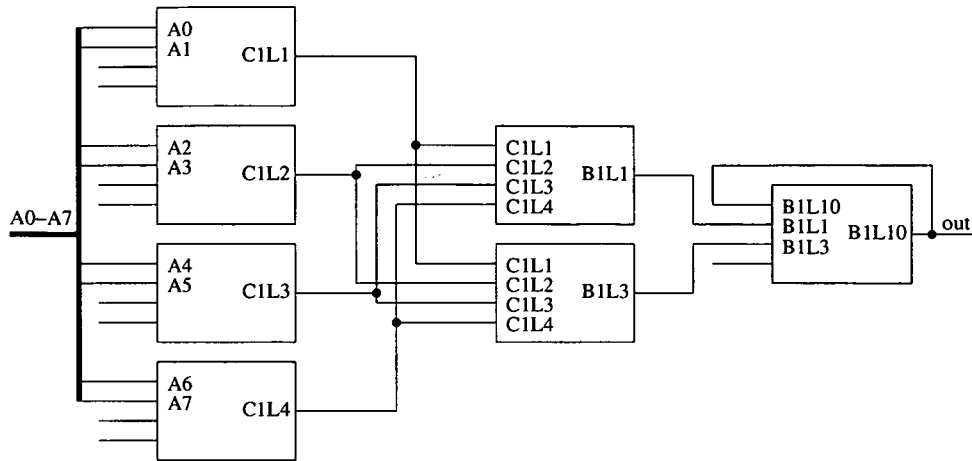 A0
A1
C1L1
A2
A3
C1L2
A0–A7
A4
A5
C1L3
A6
A7
C1L4
C1L1
C1L2
C1L3
C1L4
B1L1
C1L1
C1L2
C1L3
C1L4
B1L3
B1L10
B1L1
B1L3
B1L10
out